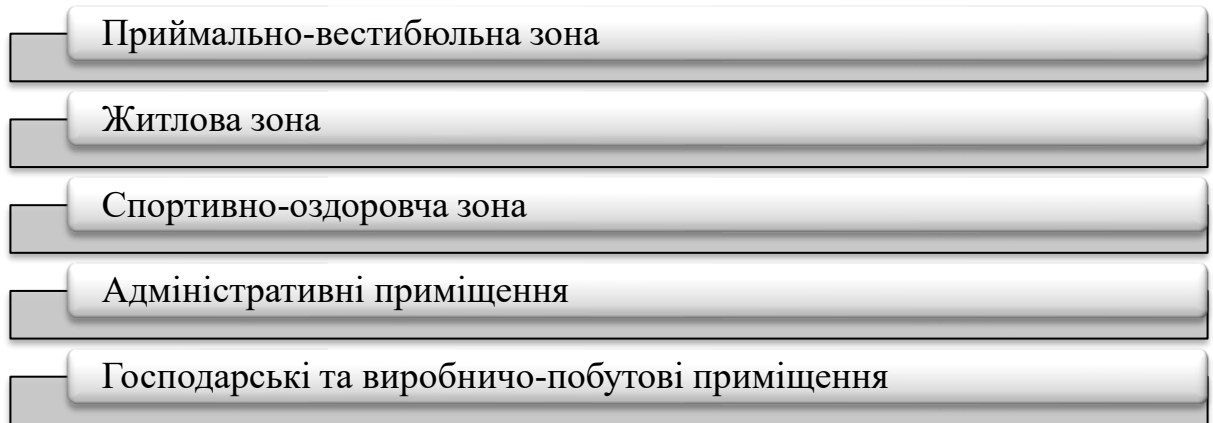 Приймально-вестибюльна зона
Житлова зона
Спортивно-оздоровча зона
Адміністративні приміщення
Господарські та виробничо-побутові приміщення